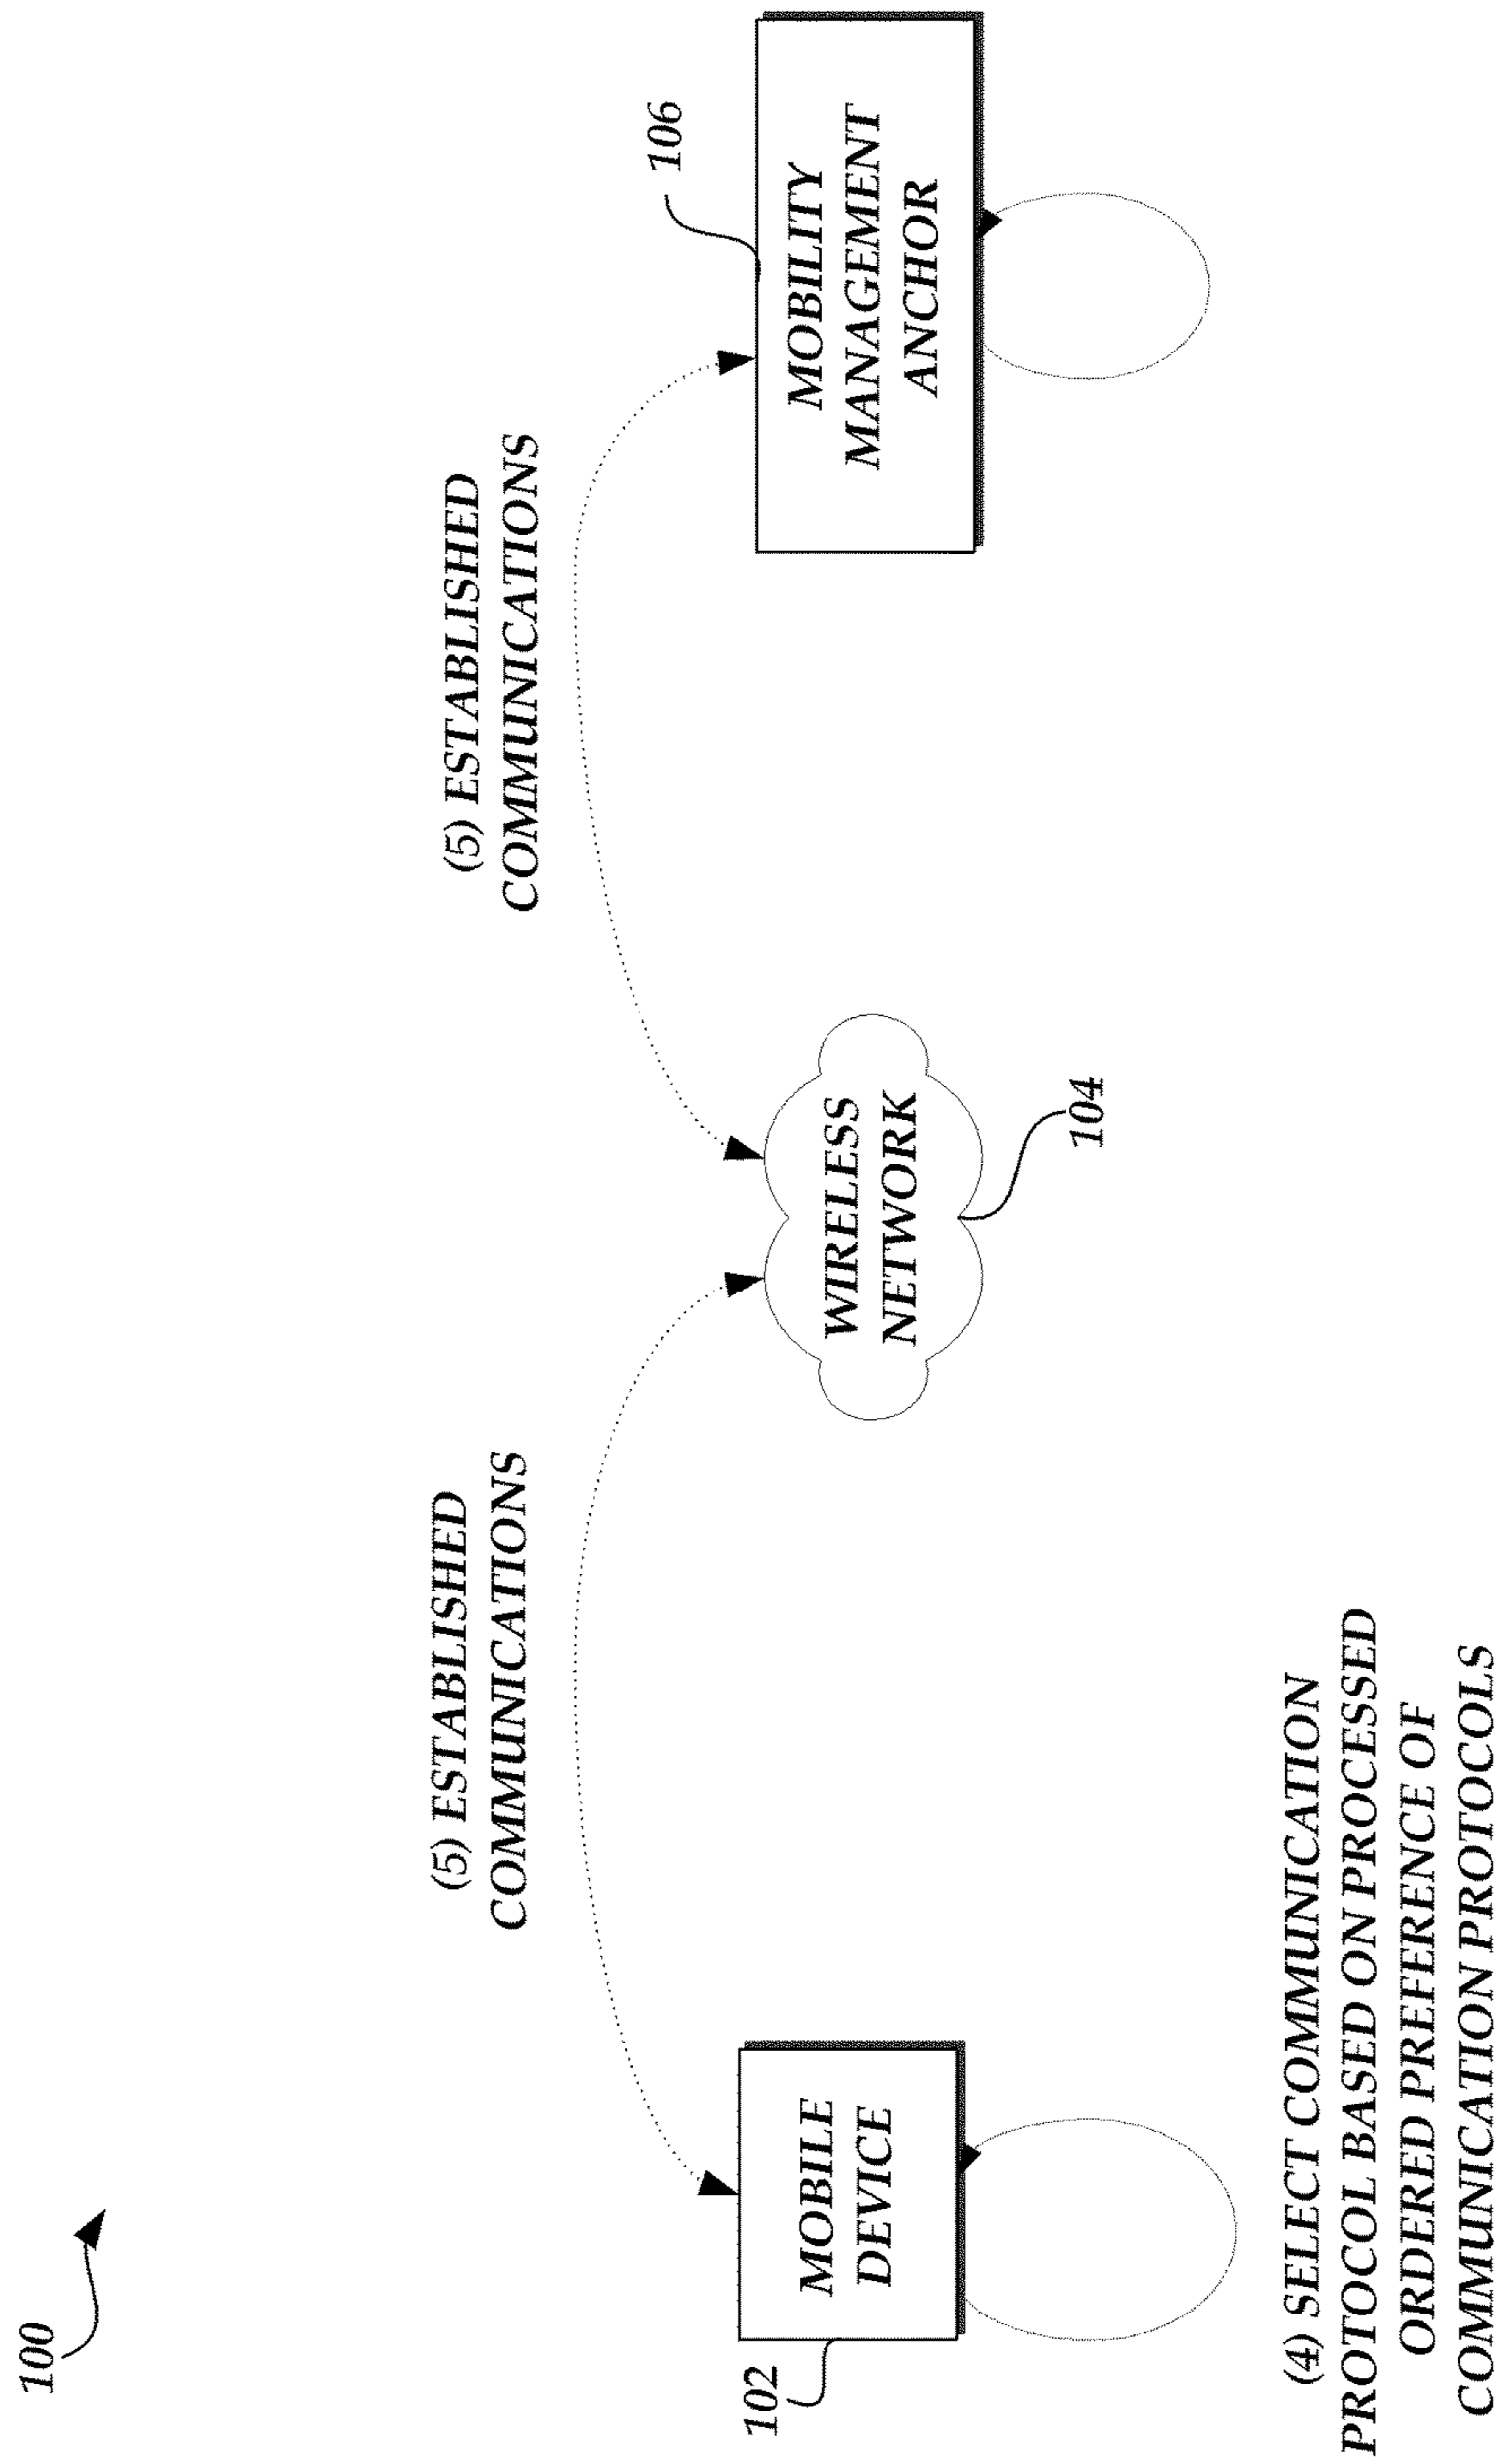 100
(5) ESTABLISHED
COMMUNICATIONS
(5) ESTABLISHED
COMMUNICATIONS
106
102
MOBILE
DEVICE
WIRELESS
NETWORK
MOBILITY
MANAGEMENT
ANCHOR
104
(4) SELECT COMMUNICATION
PROTOCOL BASED ON PROCESSED
ORDERED PREFERENCE OF
COMMUNICATION PROTOCOLS